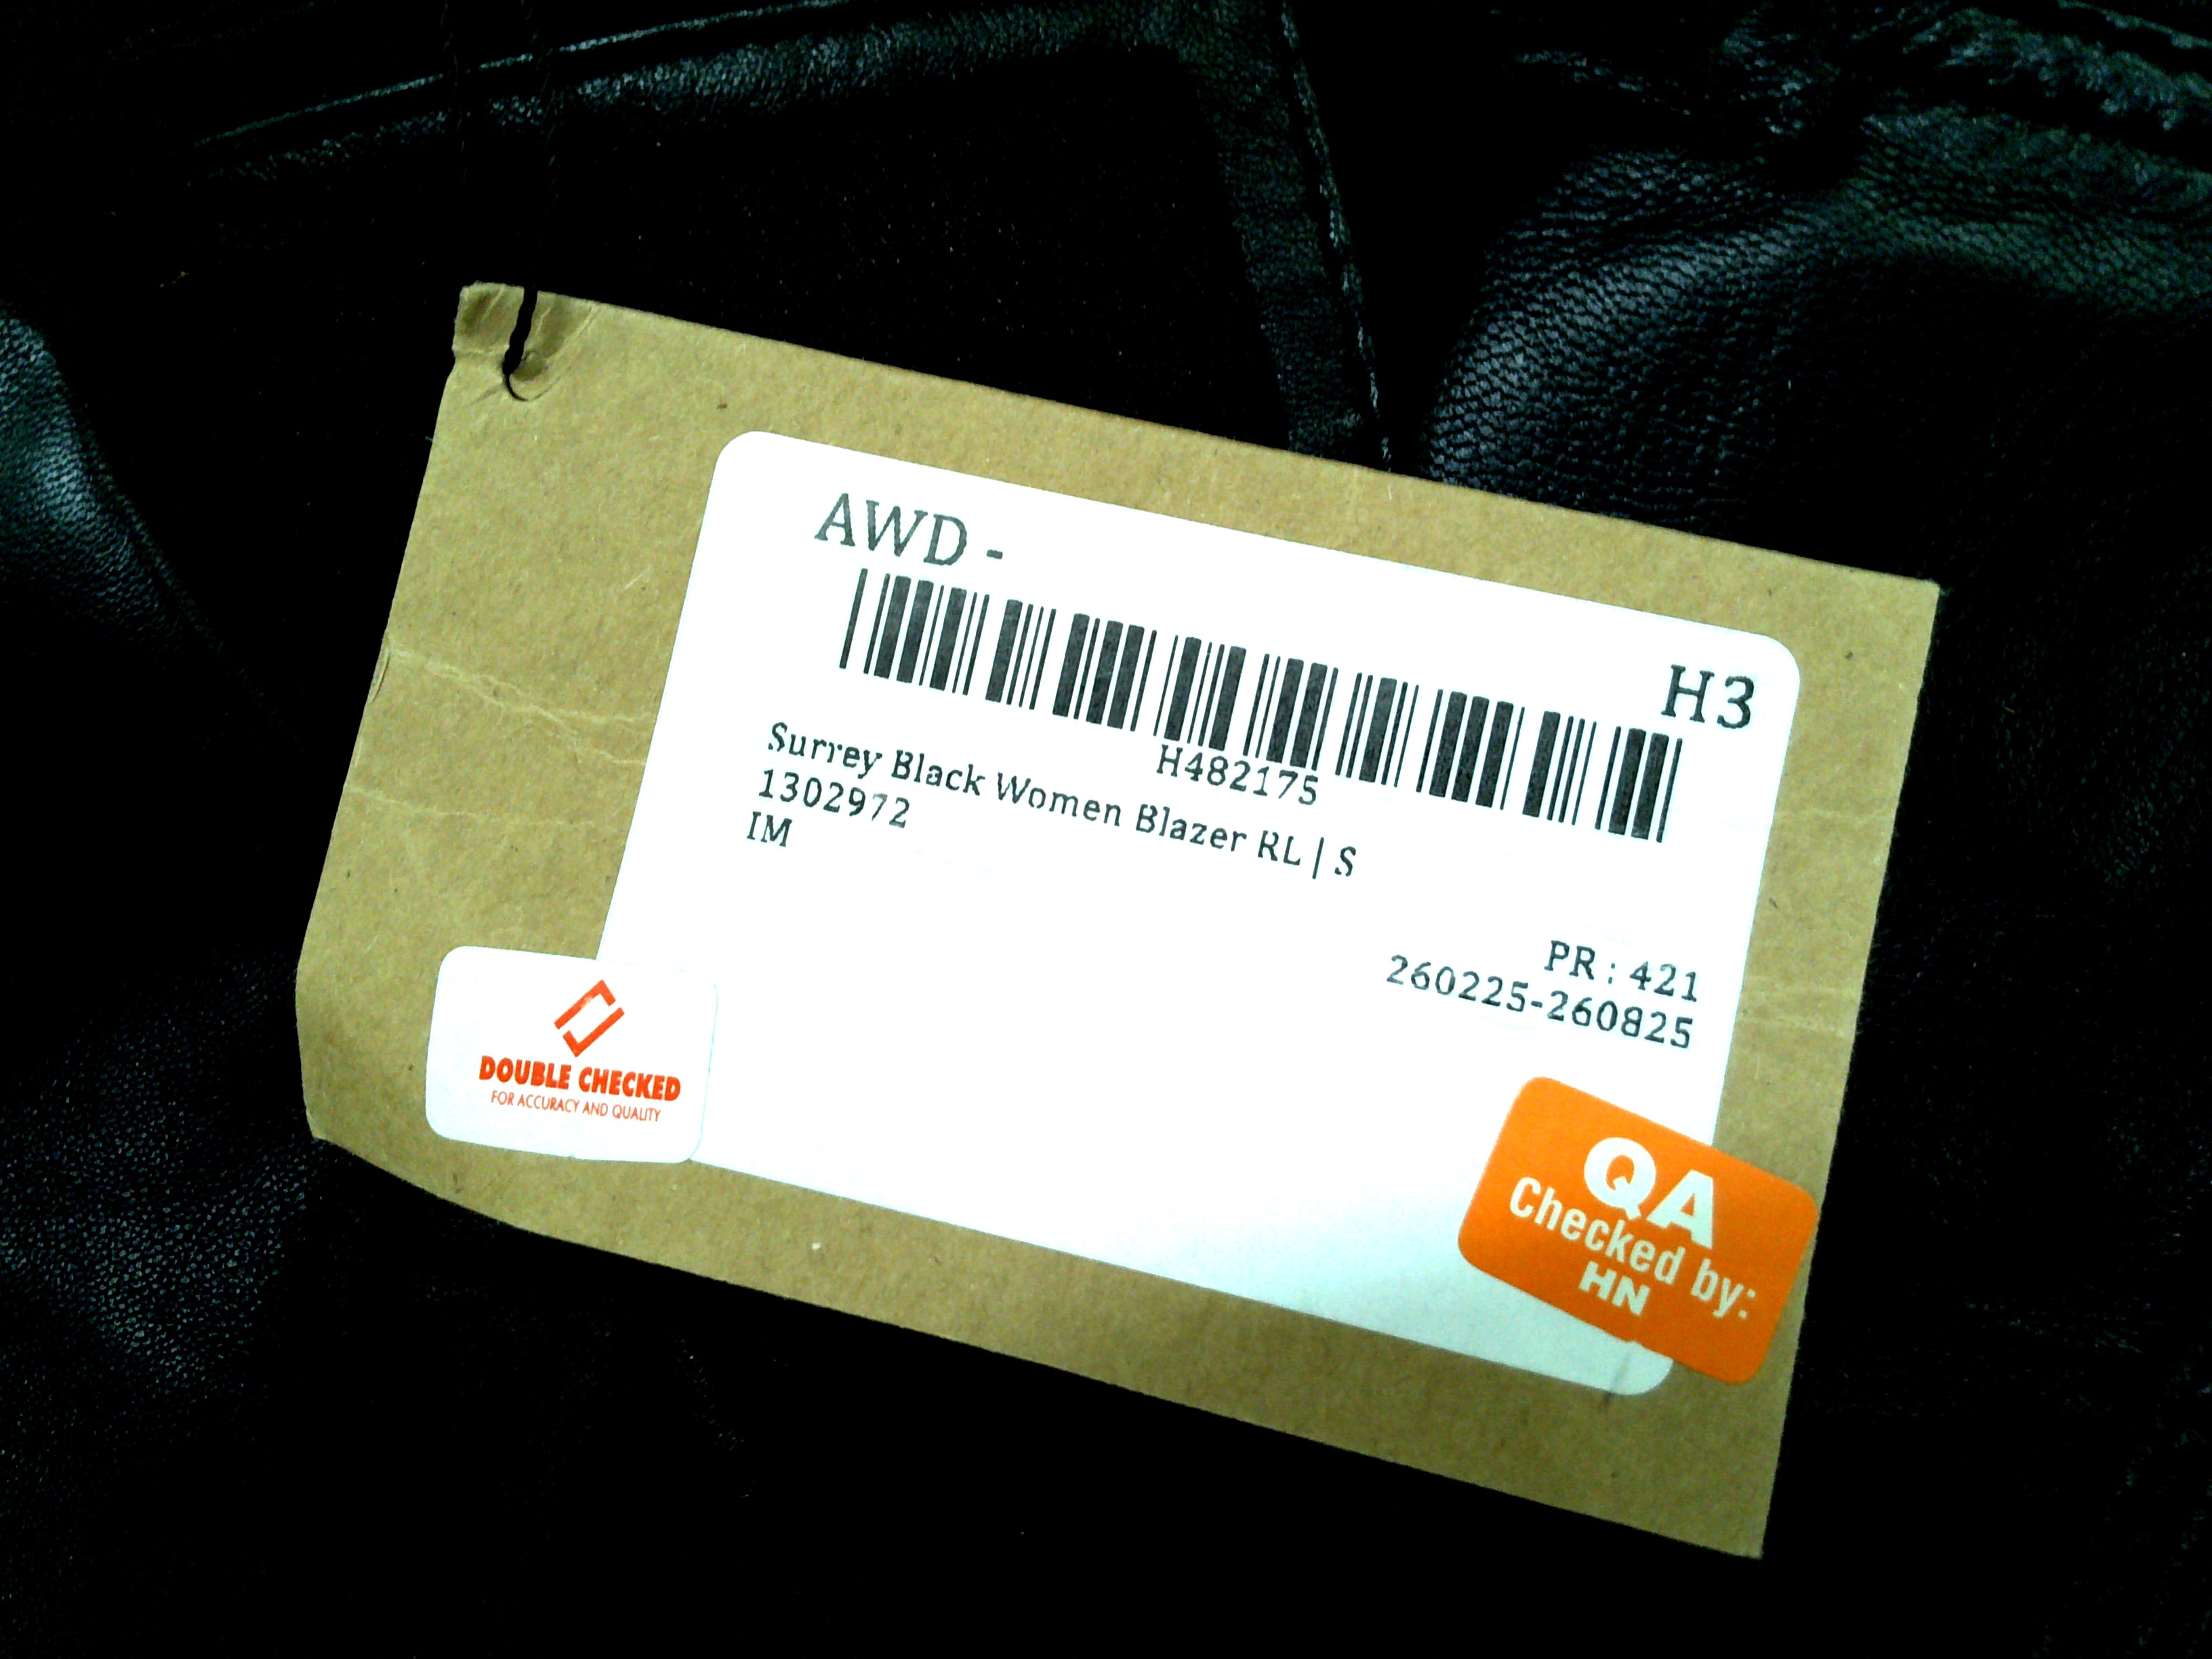 AWD -
H3
H482175
Surrey Black Women Blazer RL | S
1302972
IM
PR : 421
260225-260825
DOUBLE CHECKED
FOR ACCURACY AND QUALITY
QA
Checked by:
HN